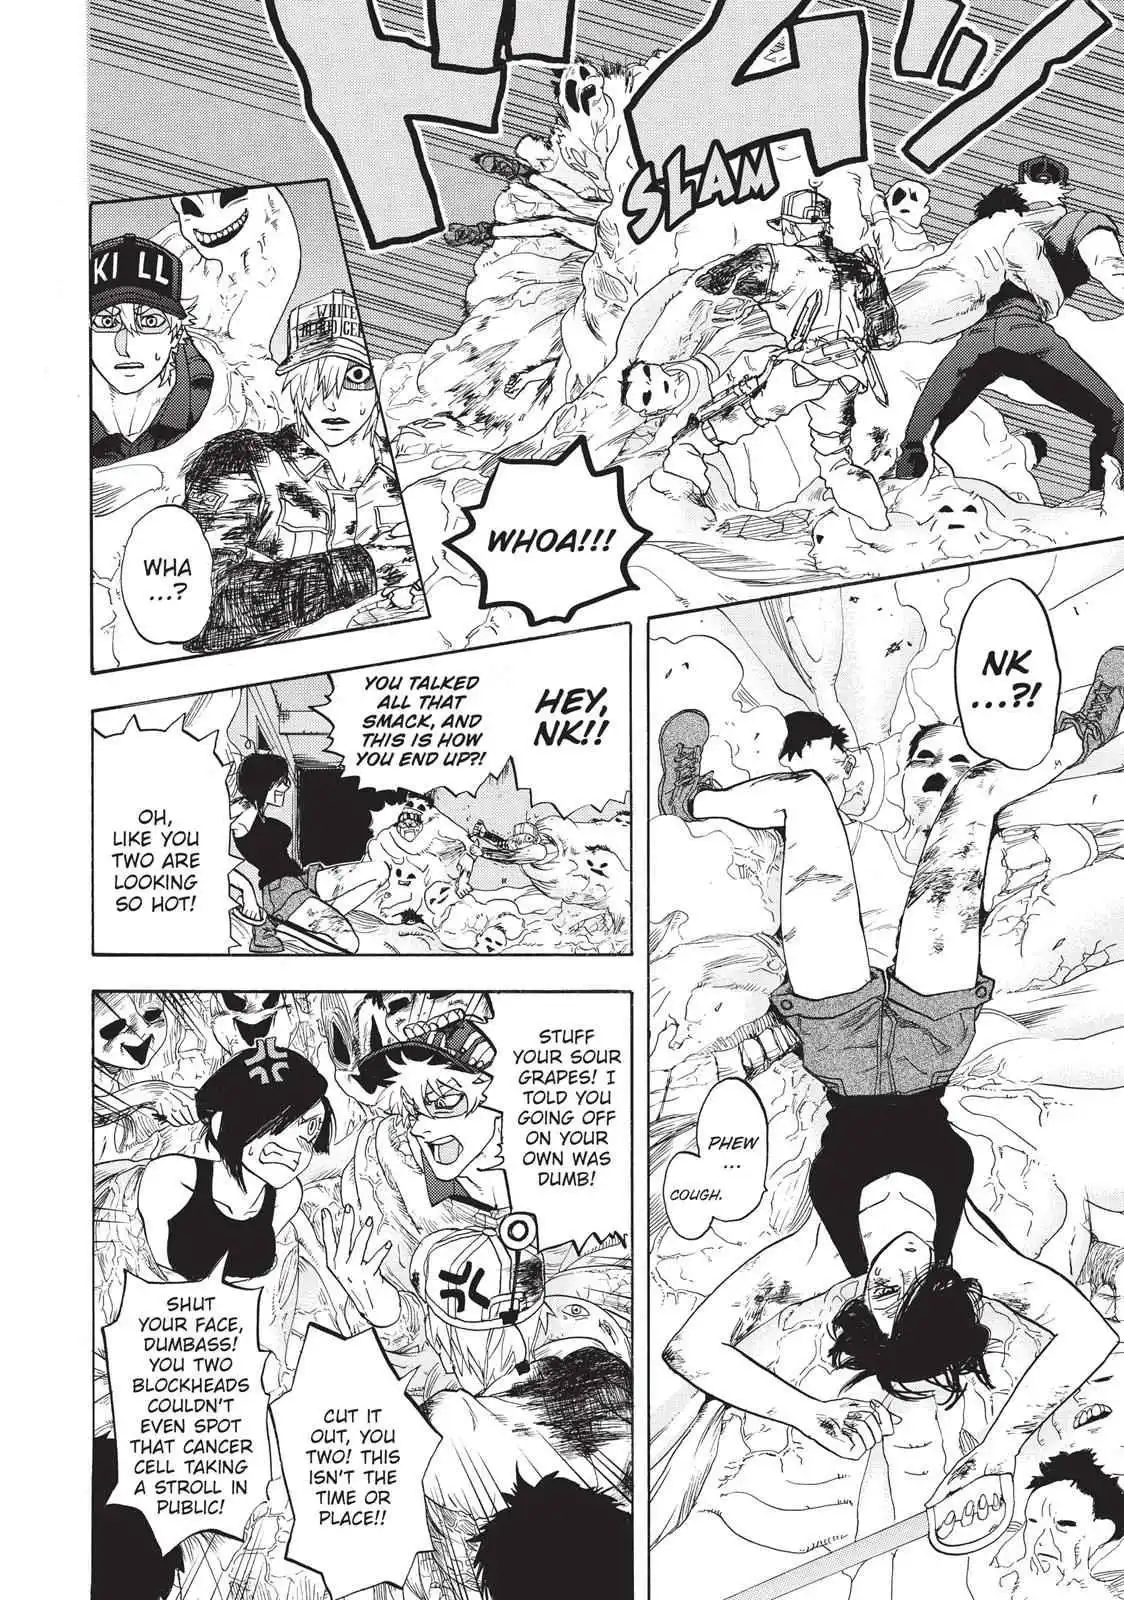 ドムッ
SLAM
WHOA!!!
KILL
WHITE
BLOOD CELL
WHA
...?
NK
...?!
PHEW
...
COUGH.
HEY,
NK!!
YOU TALKED
ALL THAT
SMACK, AND
THIS IS HOW
YOU END UP?!
OH,
LIKE YOU
TWO ARE
LOOKING
SO HOT!
STUFF
YOUR SOUR
GRAPES! I
TOLD YOU
GOING OFF
ON YOUR
OWN WAS
DUMB!
SHUT
YOUR FACE,
DUMBASS!
YOU TWO
BLOCKHEADS
COULDN'T
EVEN SPOT
THAT CANCER
CELL TAKING
A STROLL IN
PUBLIC!
CUT IT
OUT, YOU
TWO! THIS
ISN'T THE
TIME OR
PLACE!!